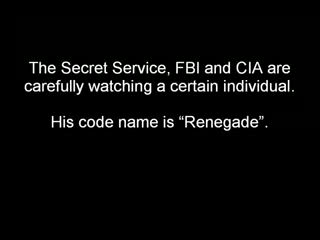 The Secret Service, FBI and CIA are
carefully watching a certain individual.
His code name is “Renegade”.